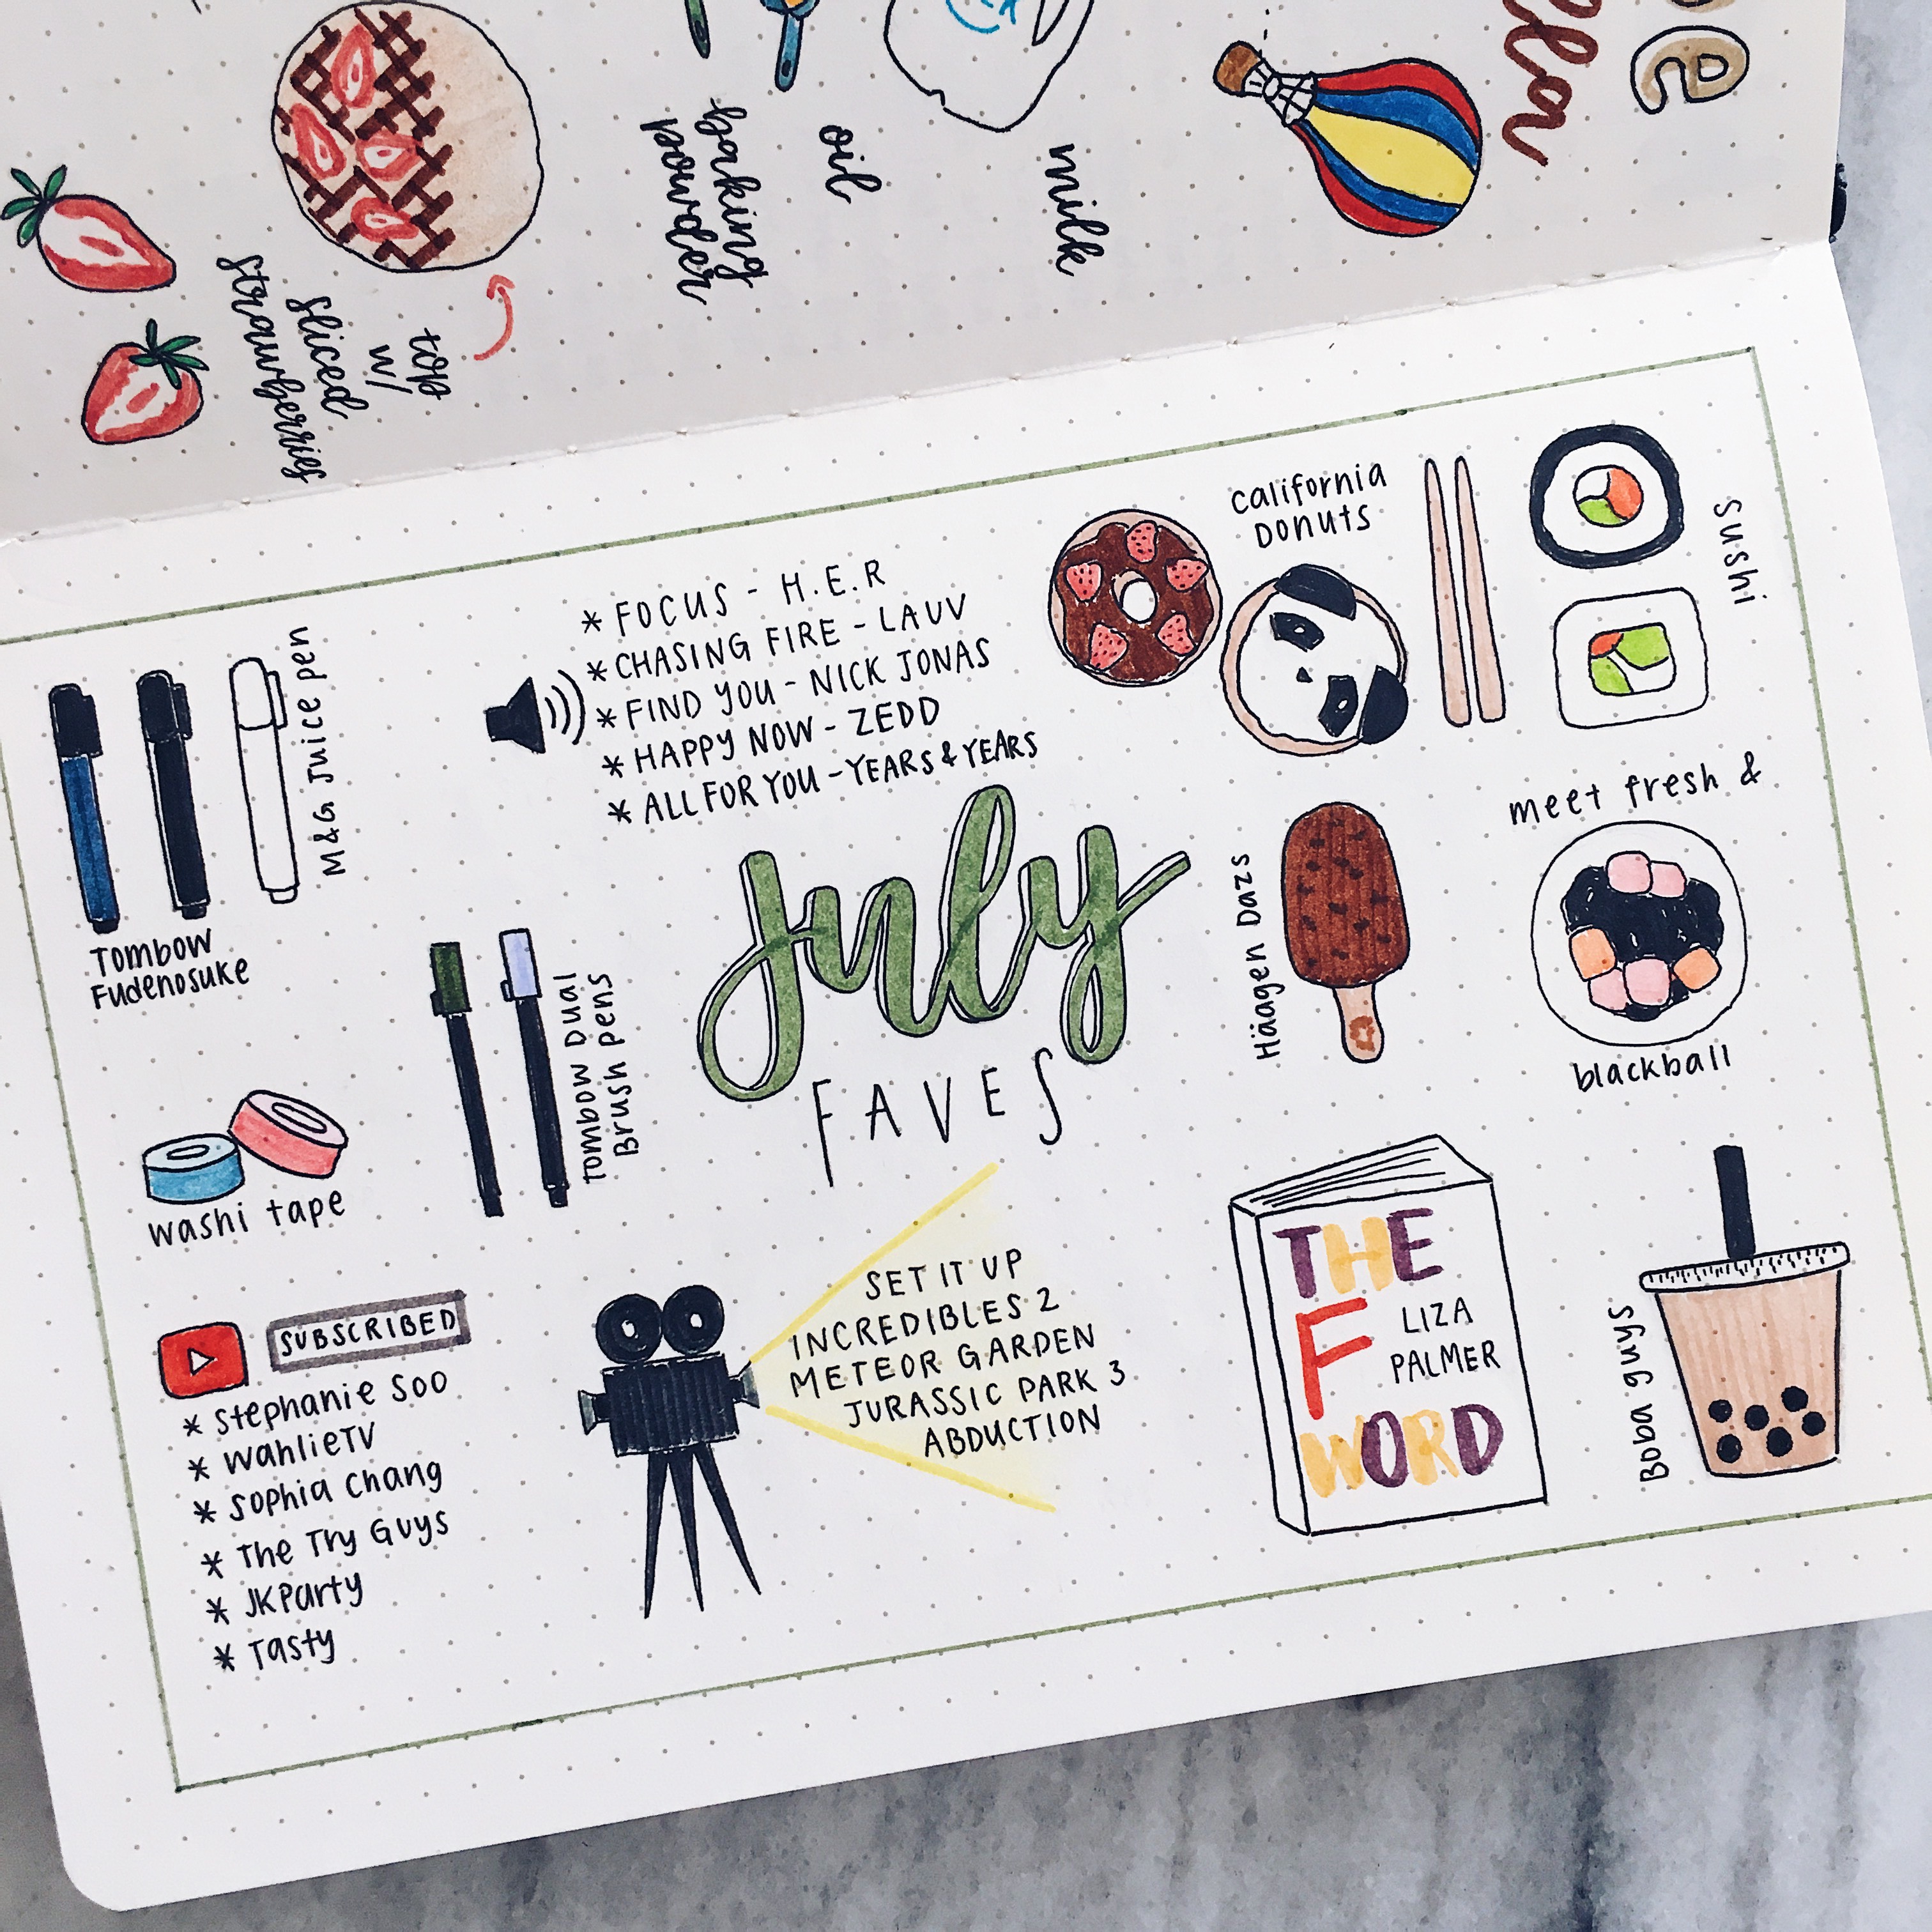 e
milk
oil
baking
powder
top
w/
sliced
strawberries
M&G Juice pen
Tombow
Fudenosuke
* FOCUS - H.E.R
* CHASING FIRE - LAUV
* FIND YOU - NICK JONAS
* HAPPY NOW - ZEDD
* ALL FOR YOU - YEARS & YEARS
California
Donuts
Sushi
Tombow Dual
Brush pens
July
FAVES
Häagen Dazs
meet fresh &
blackball
washi tape
SUBSCRIBED
* Stephanie Soo
* WahlieTV
* Sophia Chang
* The Try Guys
* JKParty
* Tasty
SET IT UP
INCREDIBLES 2
METEOR GARDEN
JURASSIC PARK 3
ABDUCTION
THE
F
LIZA
PALMER
WORD
Boba guys